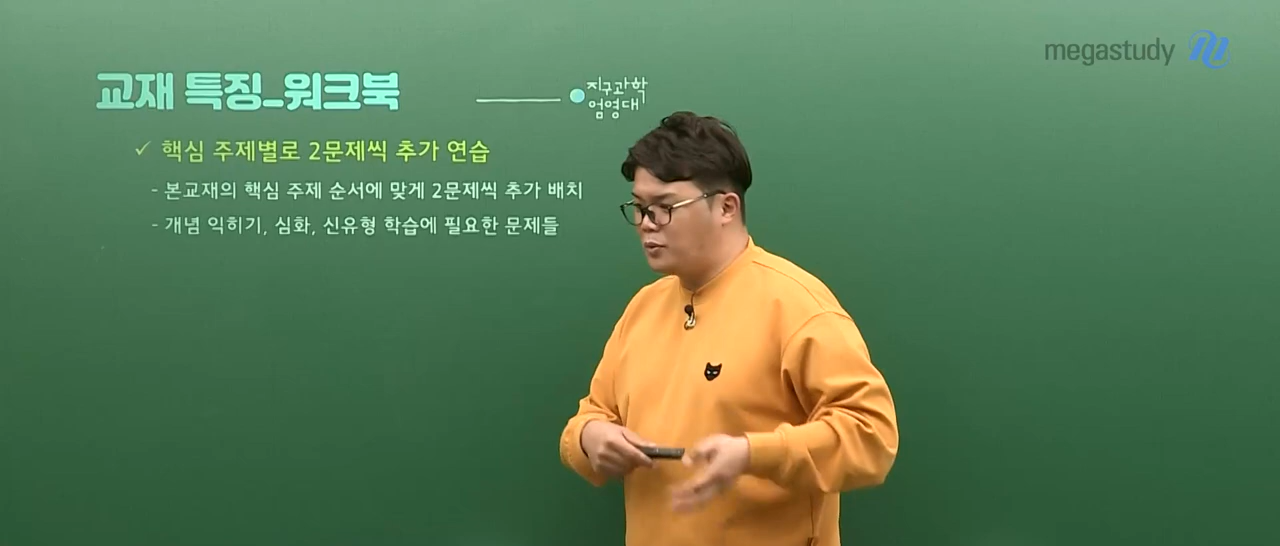 megastudy
교재 특징_워크북
지구과학
엄영대
✓ 핵심 주제별로 2문제씩 추가 연습
- 본교재의 핵심 주제 순서에 맞게 2문제씩 추가 배치
- 개념 익히기, 심화, 신유형 학습에 필요한 문제들